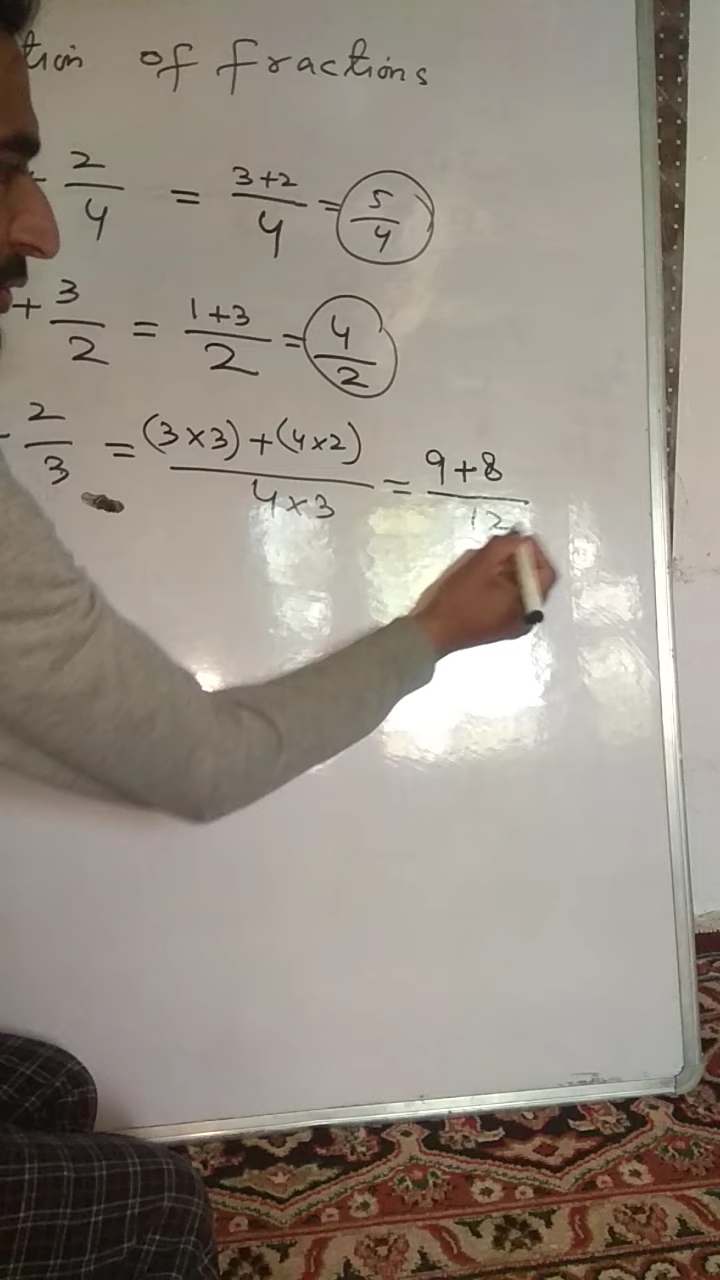 tion of fractions
2/4 = 3+2/4 = 5/4
+ 3/2 = 1+3/2 = 4/2
2/3 = (3×3)+(4×2)/4×3 = 9+8/12